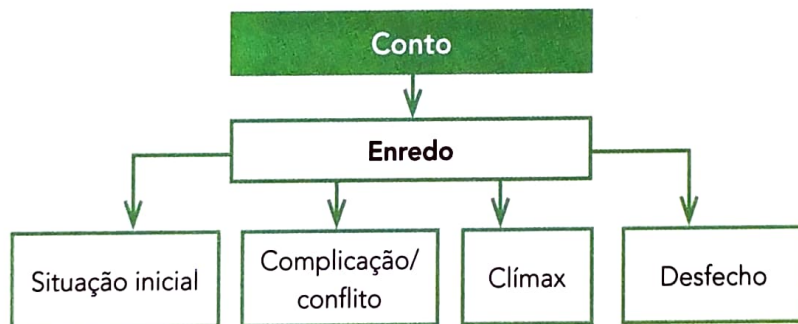 Conto
Enredo
Situação inicial
Complicação/
conflito
Clímax
Desfecho